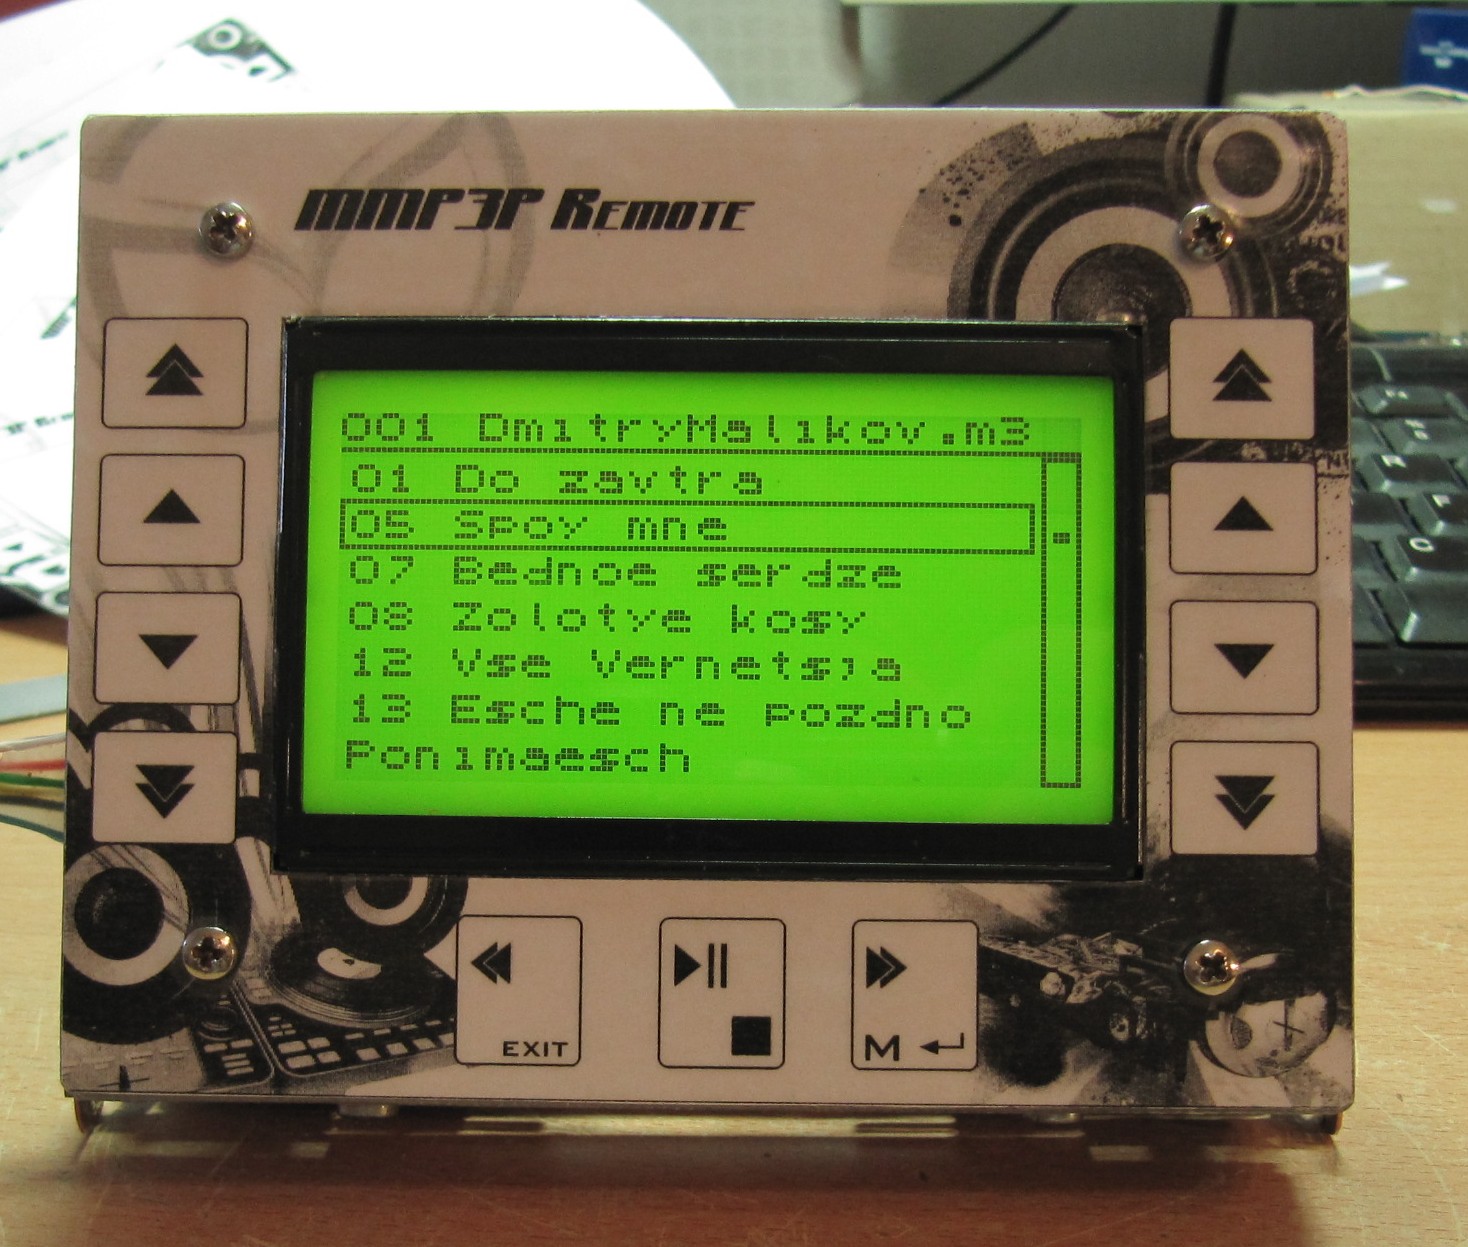 MMP3P REMOTE
001 DmitryMalikov.m3
01 Do zavtra
05 Spoy mne
07 Bednoe serdze
08 Zolotye kosy
12 Vse Vernetsja
13 Esche ne pozdno
Ponimaesch
EXIT
M